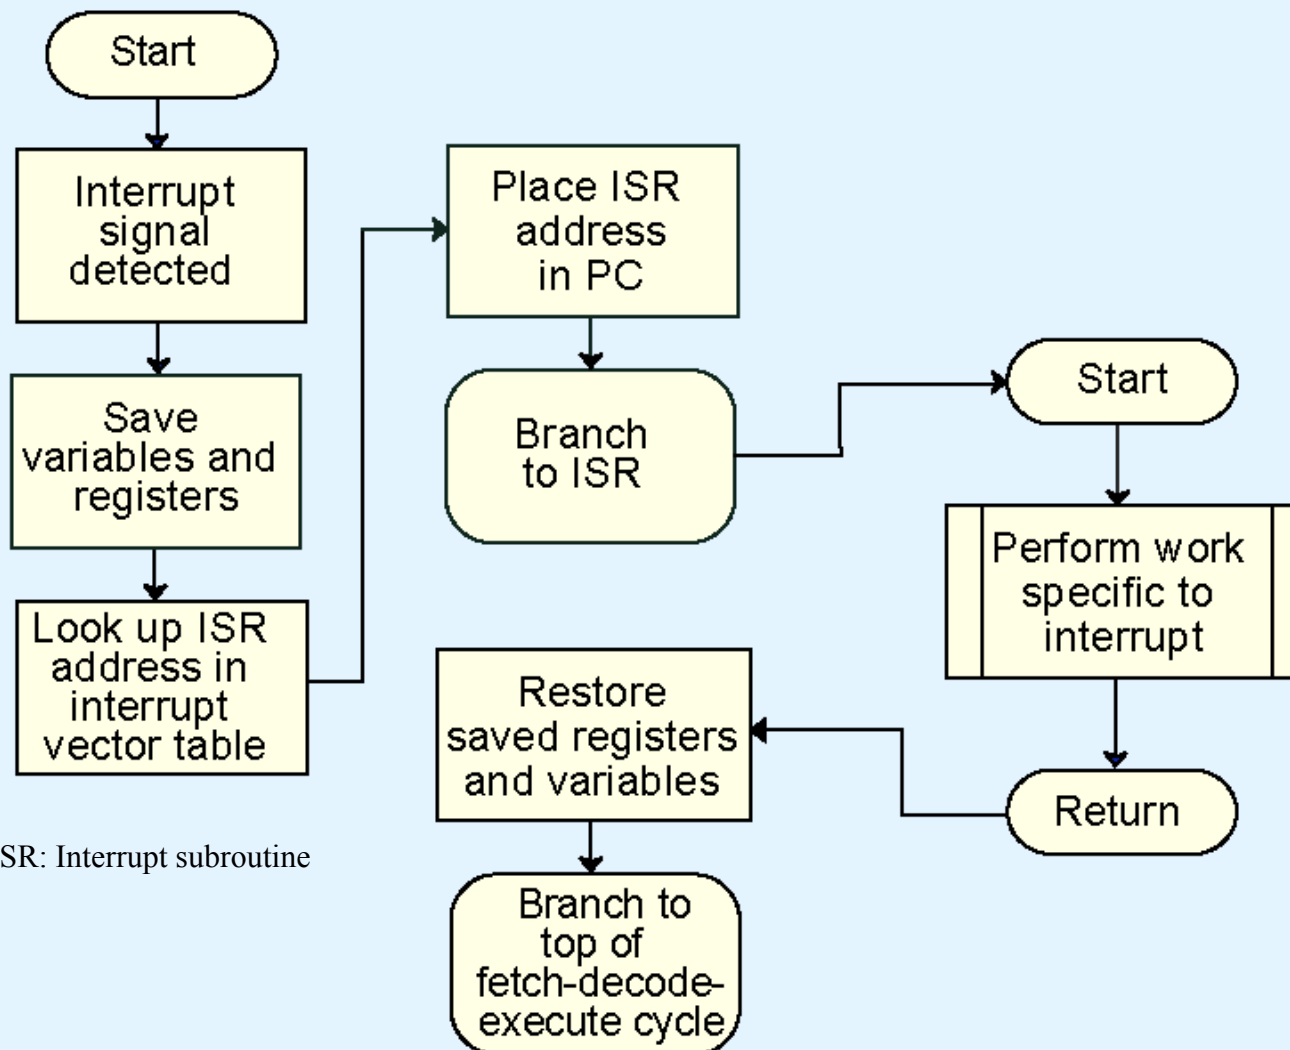 Start
Interrupt
signal
detected
Save
variables and
registers
Look up ISR
address in
interrupt
vector table
Place ISR
address
in PC
Branch
to ISR
Start
Perform work
specific to
interrupt
Return
Restore
saved registers
and variables
Branch to
top of
fetch-decode-
execute cycle
SR: Interrupt subroutine